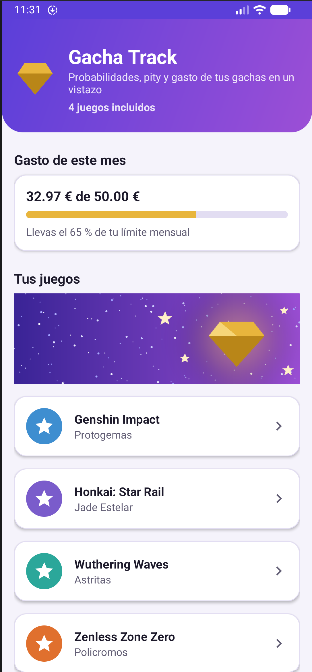 11:31
Gacha Track
Probabilidades, pity y gasto de tus gachas en un
vistazo
4 juegos incluidos
Gasto de este mes
32.97 € de 50.00 €
Llevas el 65 % de tu límite mensual
Tus juegos
Genshin Impact
Protogemas
Honkai: Star Rail
Jade Estelar
Wuthering Waves
Astritas
Zenless Zone Zero
Policromos